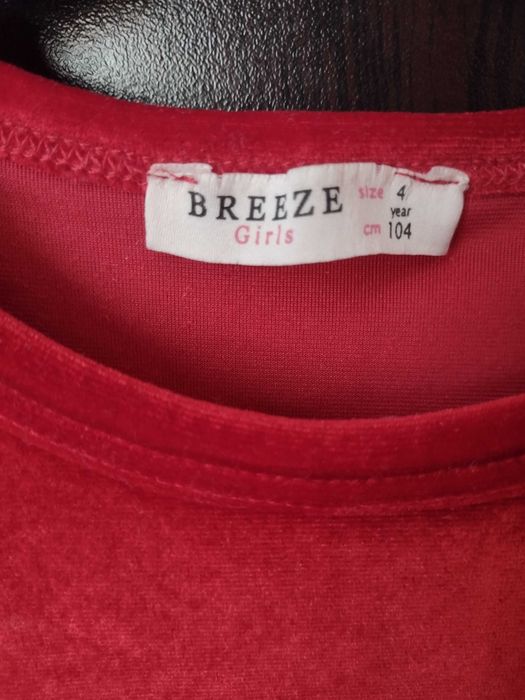 BREEZE
Girls
size 4
year
cm 104